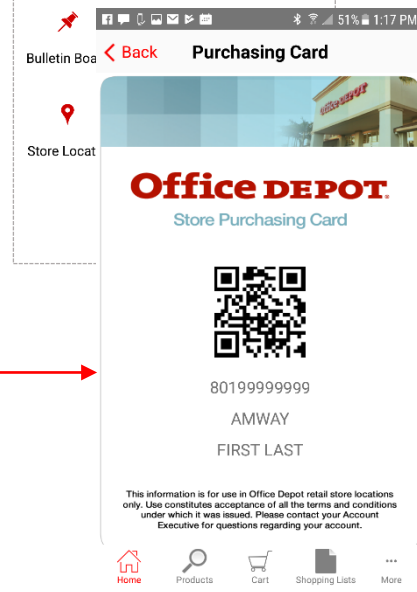 51% 1:17 PM
Back Purchasing Card
Bulletin Boa
Store Locat
Office DEPOT
Office DEPOT.
Store Purchasing Card
80199999999
AMWAY
FIRST LAST
This information is for use in Office Depot retail store locations
only. Use constitutes acceptance of all the terms and conditions
under which it was issued. Please contact your Account
Executive for questions regarding your account.
Home Products Cart Shopping Lists More